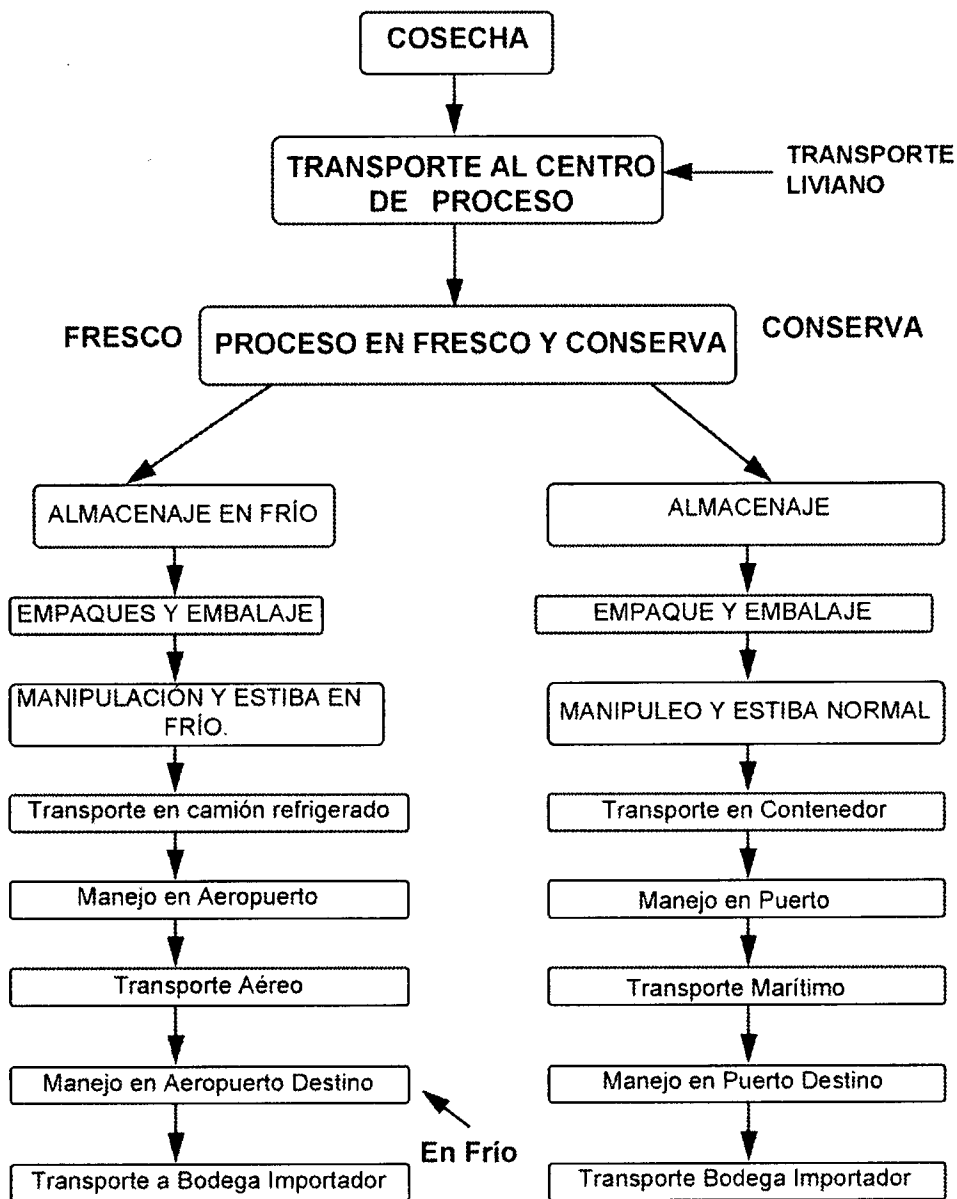 COSECHA
TRANSPORTE AL CENTRO
DE PROCESO
TRANSPORTE
LIVIANO
FRESCO
PROCESO EN FRESCO Y CONSERVA
CONSERVA
ALMACENAJE EN FRÍO
ALMACENAJE
EMPAQUES Y EMBALAJE
EMPAQUE Y EMBALAJE
MANIPULACIÓN Y ESTIBA EN
FRÍO.
MANIPULEO Y ESTIBA NORMAL
Transporte en camión refrigerado
Transporte en Contenedor
Manejo en Aeropuerto
Manejo en Puerto
Transporte Aéreo
Transporte Marítimo
Manejo en Aeropuerto Destino
Manejo en Puerto Destino
En Frío
Transporte a Bodega Importador
Transporte Bodega Importador